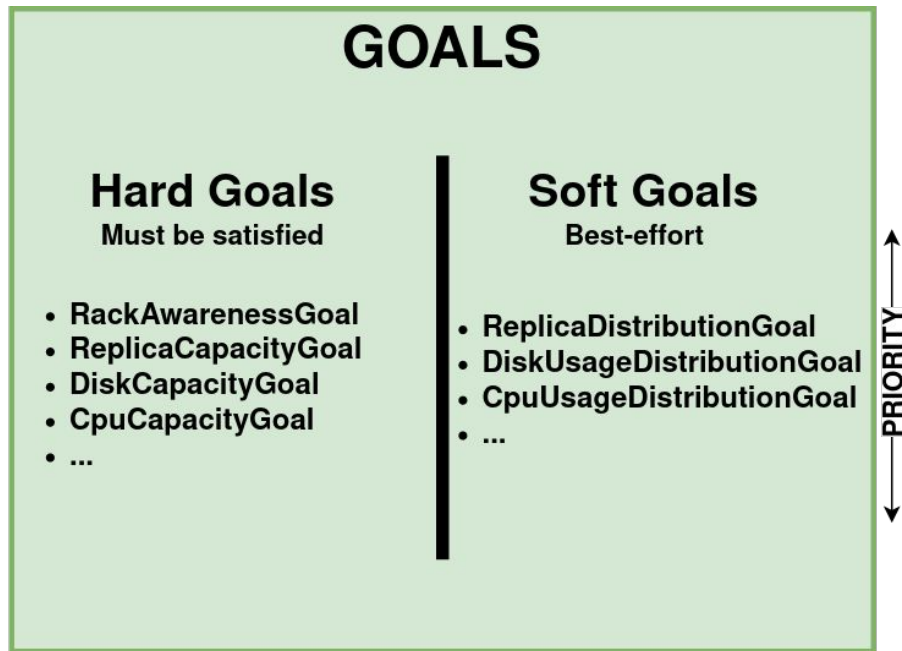 GOALS
Hard Goals
Must be satisfied
• RackAwarenessGoal
• ReplicaCapacityGoal
• DiskCapacityGoal
• CpuCapacityGoal
• ...
Soft Goals
Best-effort
• ReplicaDistributionGoal
• DiskUsageDistributionGoal
• CpuUsageDistributionGoal
• ...
PRIORITY